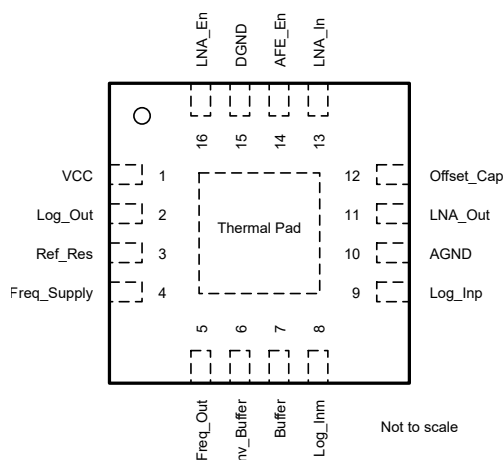 LNA_En
DGND
AFE_En
LNA_In
16
15
14
13
VCC 1
Log_Out 2
Ref_Res 3
Freq_Supply 4
Thermal Pad
12 Offset_Cap
11 LNA_Out
10 AGND
9 Log_Inp
5
6
7
8
Freq_Out
nv_Buffer
Buffer
Log_Inm
Not to scale